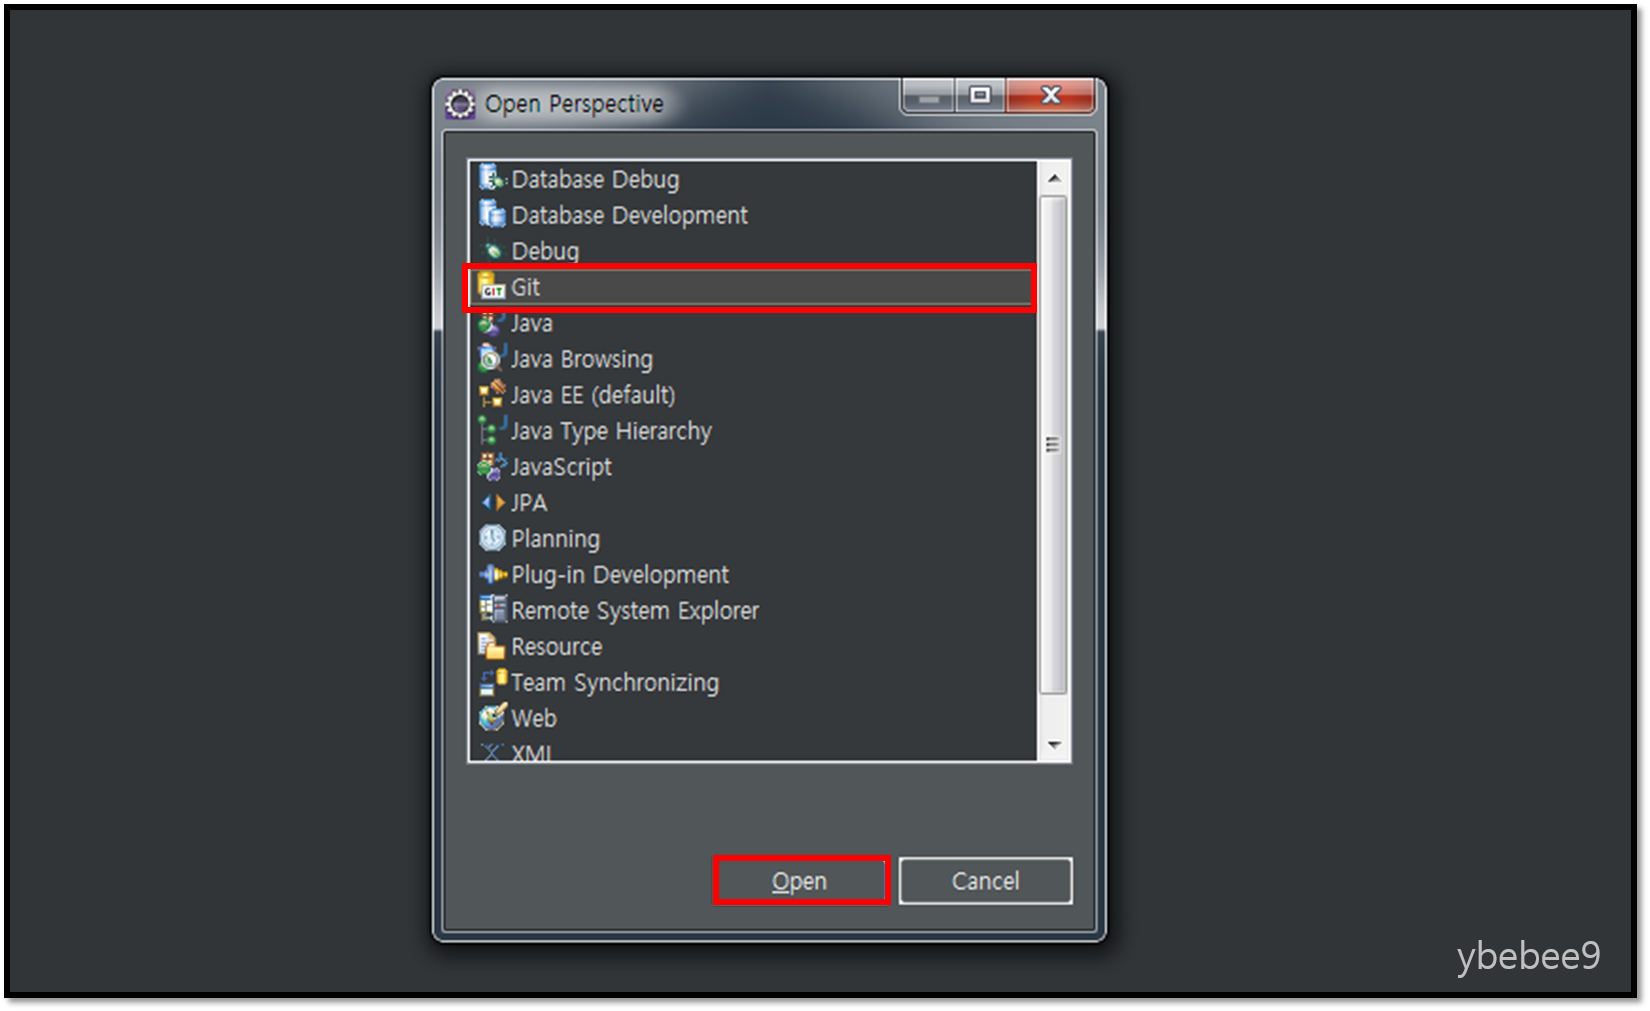 Open Perspective
Database Debug
Database Development
Debug
GIT Git
Java
Java Browsing
Java EE (default)
Java Type Hierarchy
JavaScript
JPA
Planning
Plug-in Development
Remote System Explorer
Resource
Team Synchronizing
Web
XML
Open
Cancel
ybebee9